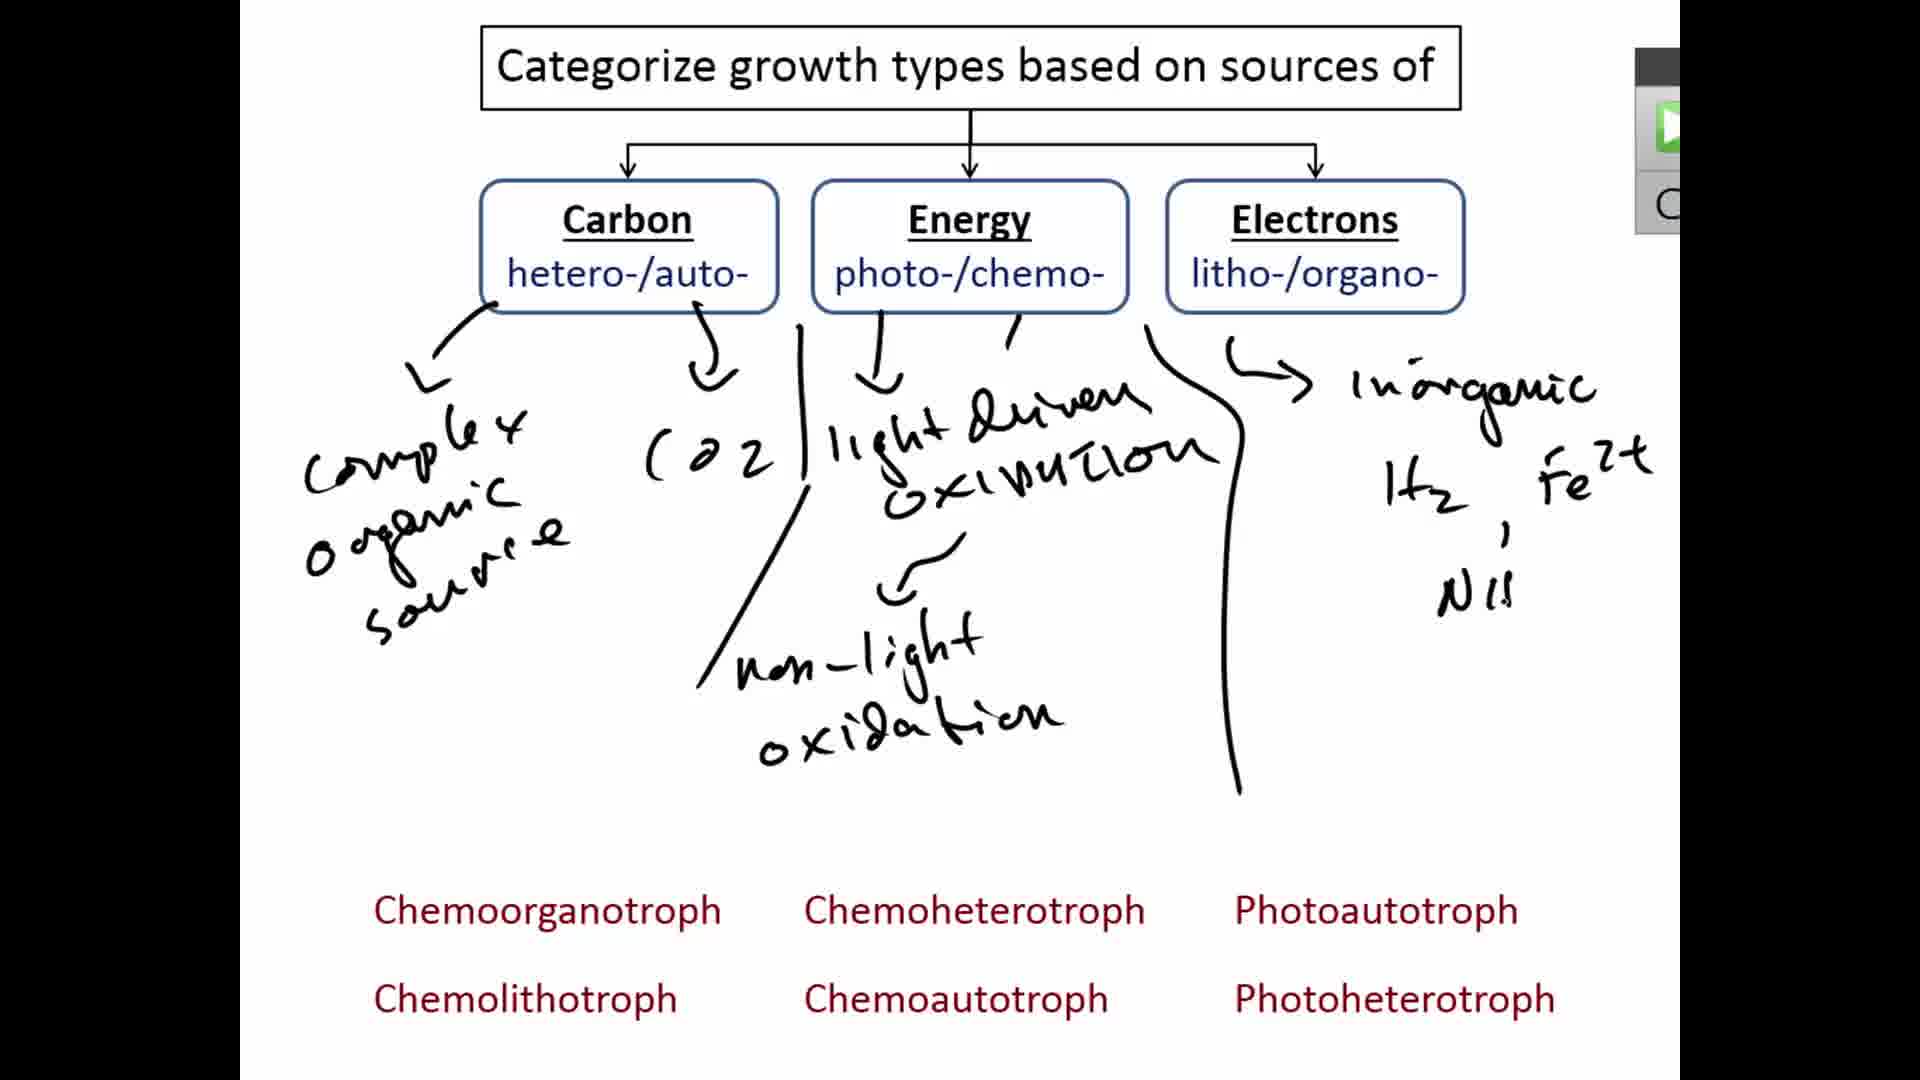 Categorize growth types based on sources of
Carbon
hetero-/auto-
Energy
photo-/chemo-
Electrons
litho-/organo-
complex
organic
source
CO2
light driven
oxidation
non-light
oxidation
inorganic
H2 Fe2+
,
NH
Chemoorganotroph Chemoheterotroph Photoautotroph
Chemolithotroph Chemoautotroph Photoheterotroph